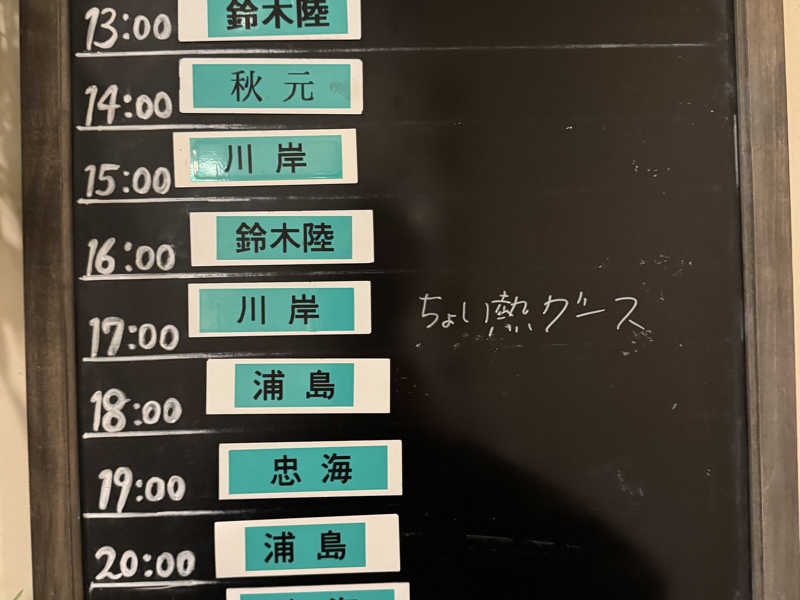 13:00 鈴木陸
14:00 秋元
15:00 川岸
16:00 鈴木陸
17:00 川岸 ちょい熱グース
18:00 浦島
19:00 忠海
20:00 浦島